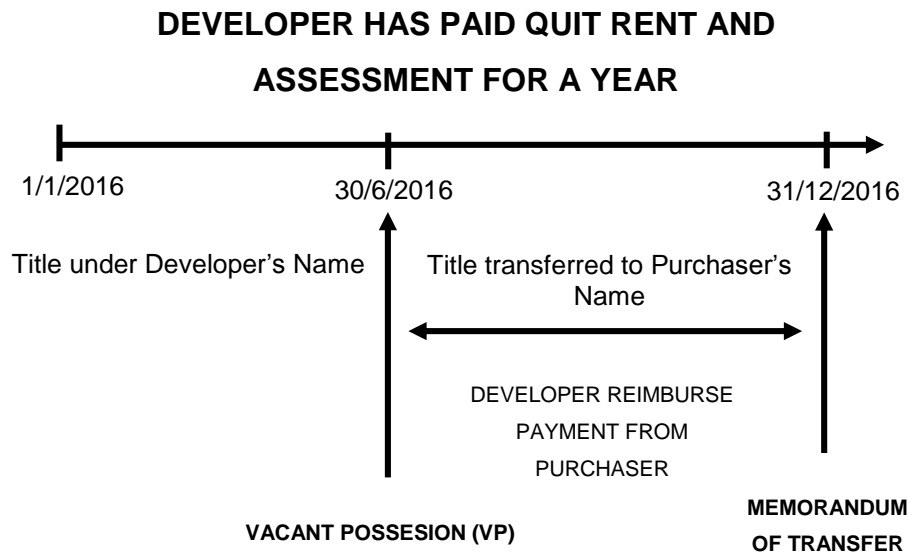 DEVELOPER HAS PAID QUIT RENT AND
ASSESSMENT FOR A YEAR
1/1/2016
30/6/2016
31/12/2016
Title under Developer's Name
Title transferred to Purchaser's
Name
DEVELOPER REIMBURSE
PAYMENT FROM
PURCHASER
VACANT POSSESION (VP)
MEMORANDUM
OF TRANSFER